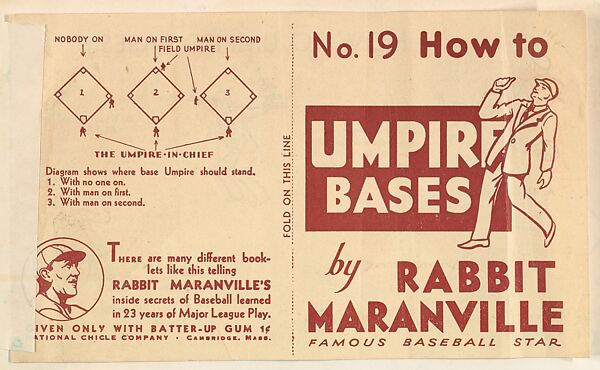 NOBODY ON
MAN ON FIRST
MAN ON SECOND
FIELD UMPIRE
1
2
3
THE UMPIRE-IN-CHIEF
Diagram shows where base Umpire should stand.
1. With no one on.
2. With man on first.
3. With man on second.
THERE are many different book-
lets like this telling
RABBIT MARANVILLE'S
inside secrets of Baseball learned
in 23 years of Major League Play.
IVEN ONLY WITH BATTER-UP GUM 1¢
ATIONAL CHICLE COMPANY • CAMBRIDGE, MASS.
FOLD ON THIS LINE
No. 19 How to
UMPIRE
BASES
by RABBIT
MARANVILLE
FAMOUS BASEBALL STAR